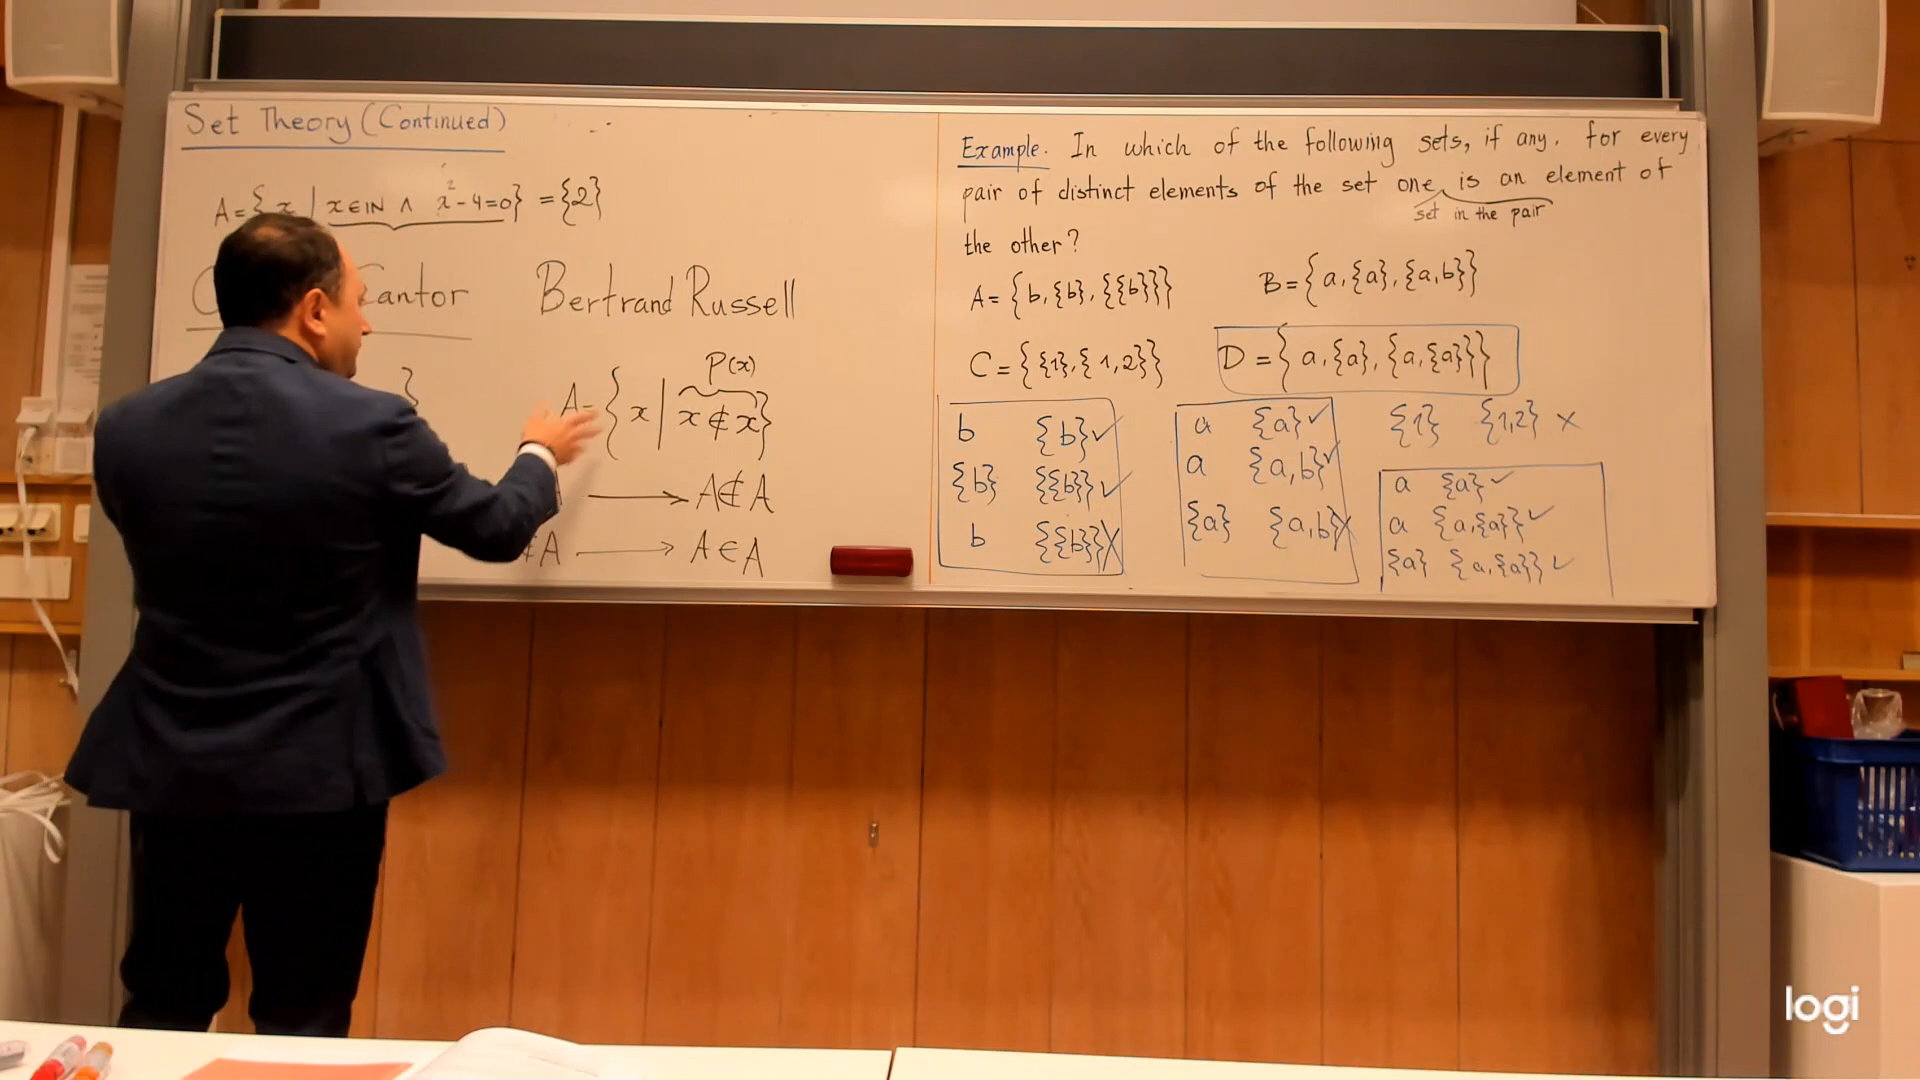 Set Theory (Continued)
A={x | x∈ℕ ∧ x²-4=0} = {2}
Cantor Bertrand Russell
}
P(x)
A={x | x∉x}
A → A∉A
∉A → A∈A
Example. In which of the following sets, if any, for every
pair of distinct elements of the set one is an element of
set in the pair
the other?
A={b,{b},{{b}}} B={a,{a},{a,b}}
C={{1},{1,2}} D={a,{a},{a,{a}}}
b {b} ✓
{b} {{b}} ✓
b {{b}} X
a {a} ✓
a {a,b} ✓
{a} {a,b} X
{1} {1,2} ×
a {a} ✓
a {a,{a}} ✓
{a} {a,{a}} ✓
logi